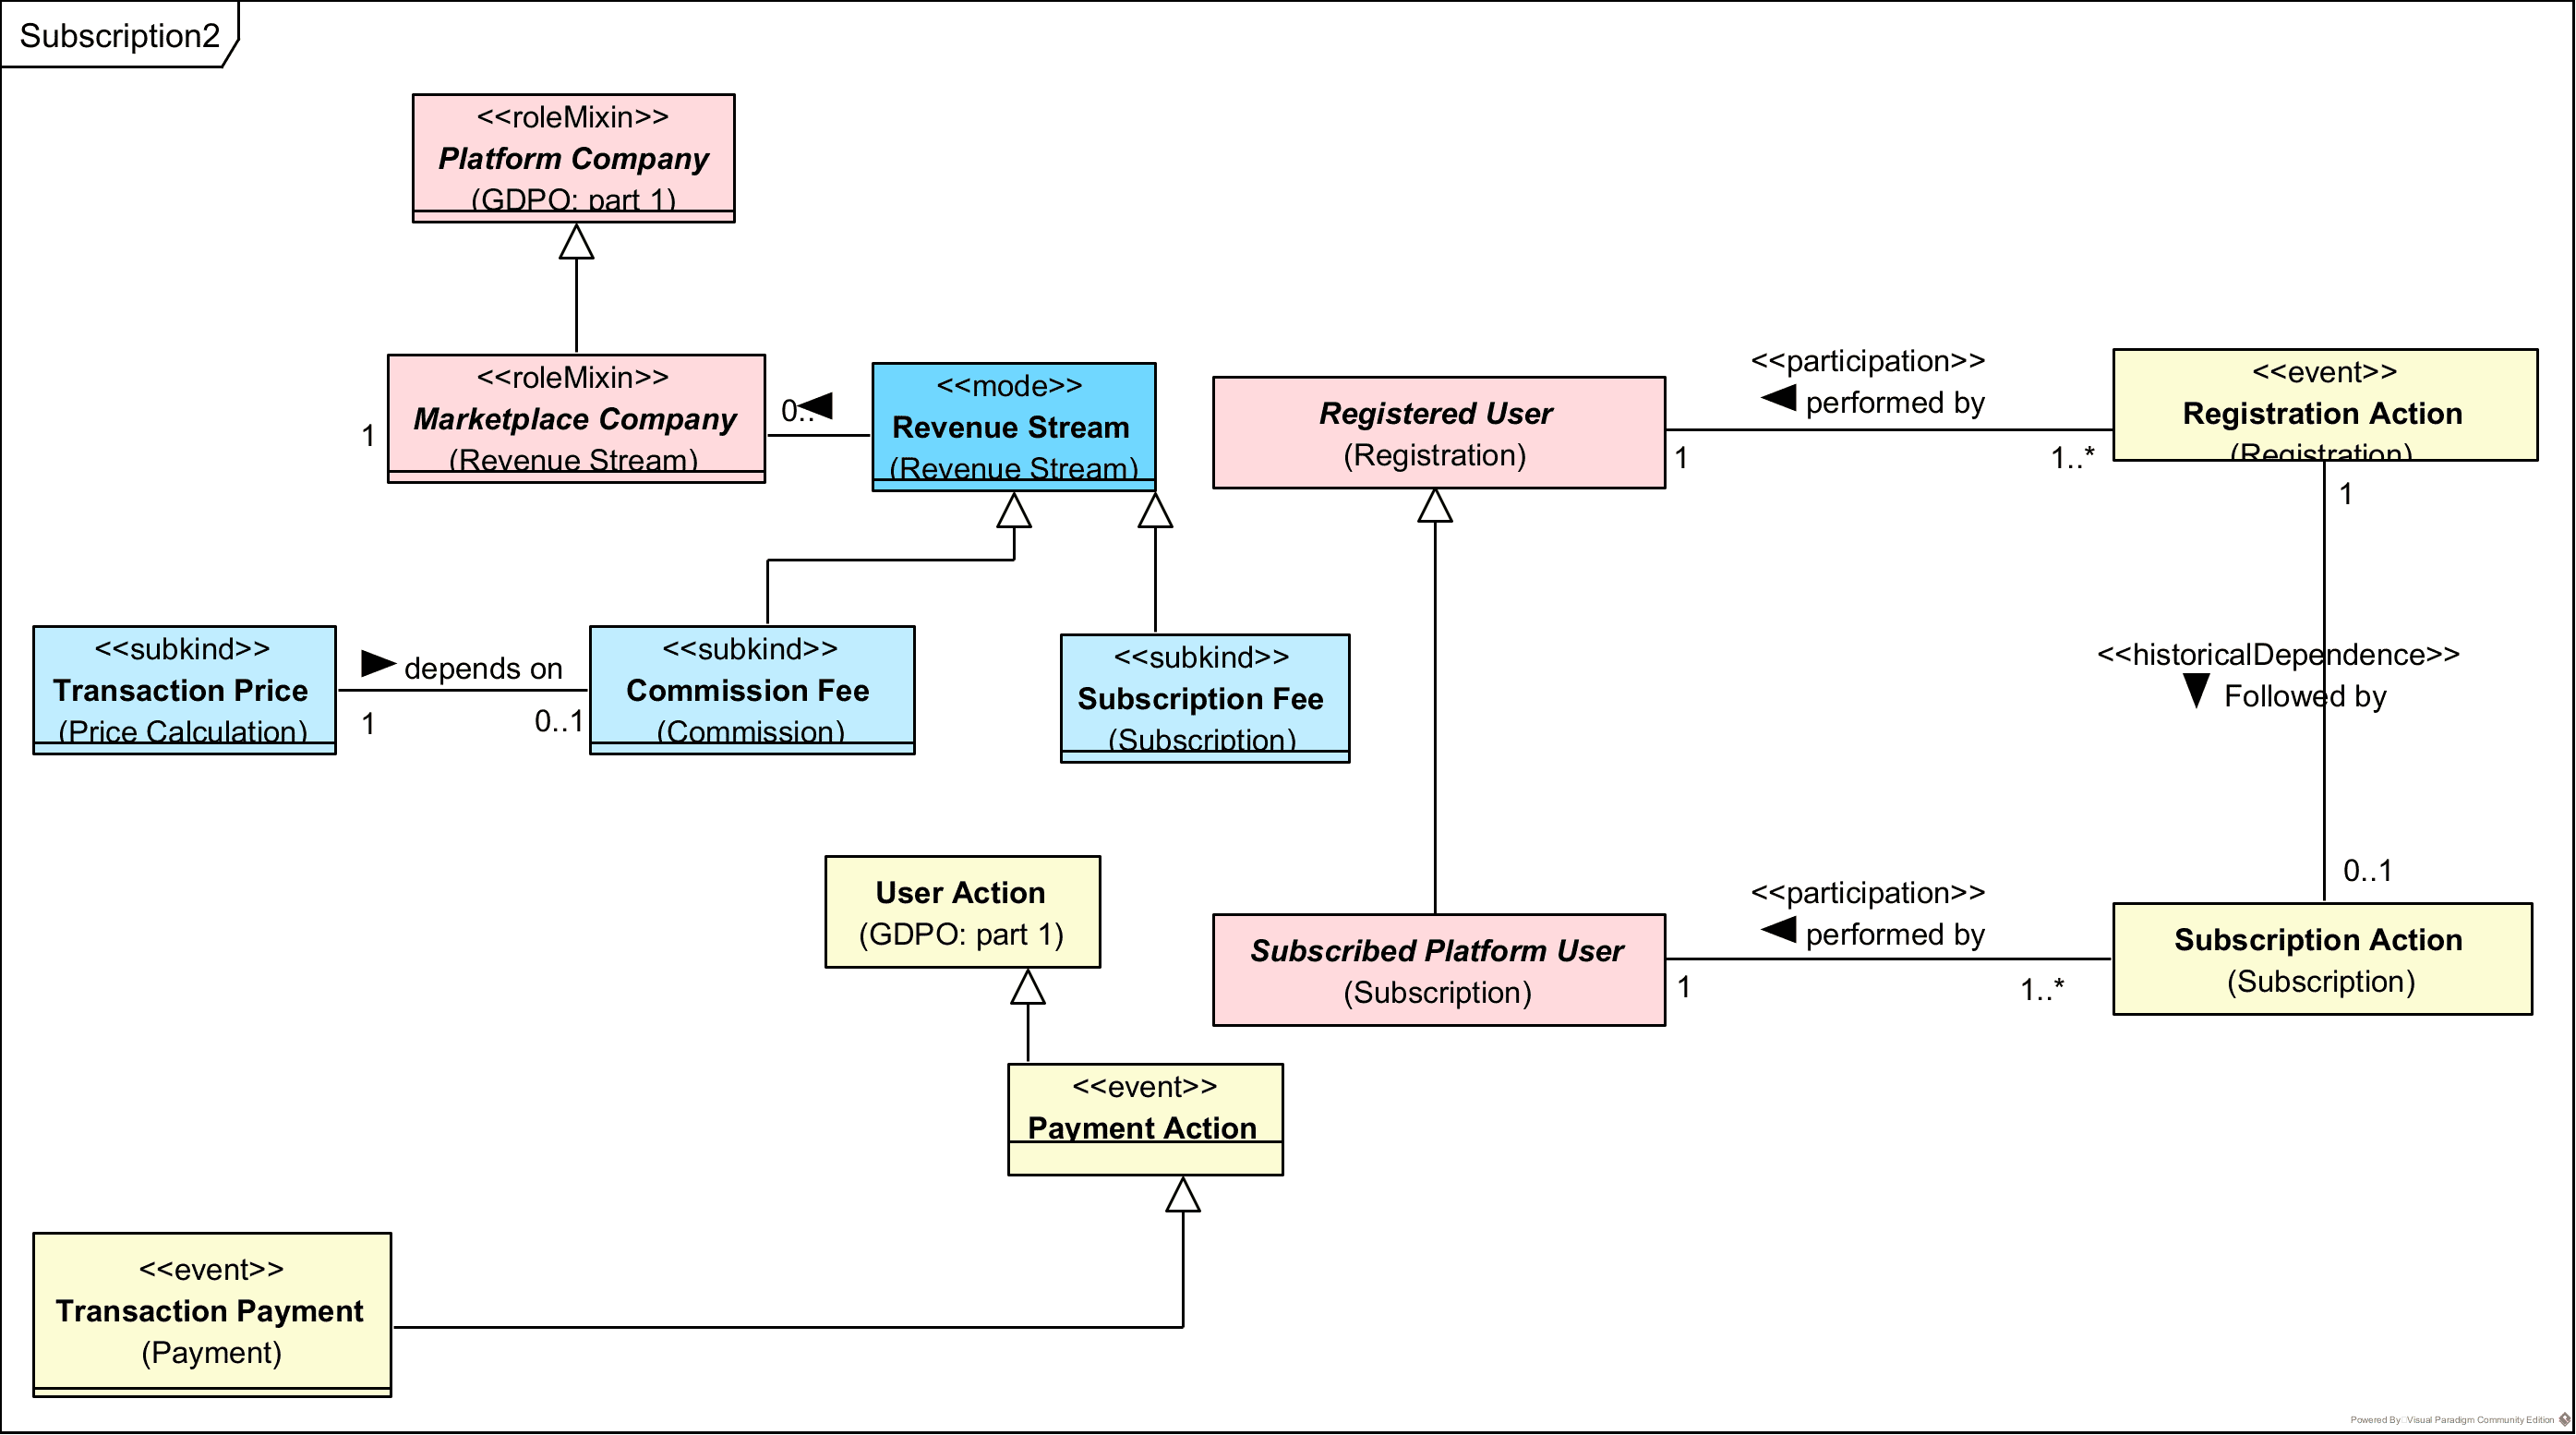 Subscription2
<<roleMixin>>
Platform Company
(GDPO: part 1)
<<roleMixin>>
Marketplace Company
(Revenue Stream)
1
0..
<<mode>>
Revenue Stream
(Revenue Stream)
Registered User
(Registration)
<<participation>>
performed by
1
1..*
<<event>>
Registration Action
(Registration)
1
<<subkind>>
Transaction Price
(Price Calculation)
depends on
1
0..1
<<subkind>>
Commission Fee
(Commission)
<<subkind>>
Subscription Fee
(Subscription)
<<historicalDependence>>
Followed by
0..1
User Action
(GDPO: part 1)
Subscribed Platform User
(Subscription)
<<participation>>
performed by
1
1..*
Subscription Action
(Subscription)
<<event>>
Payment Action
<<event>>
Transaction Payment
(Payment)
Powered By Visual Paradigm Community Edition